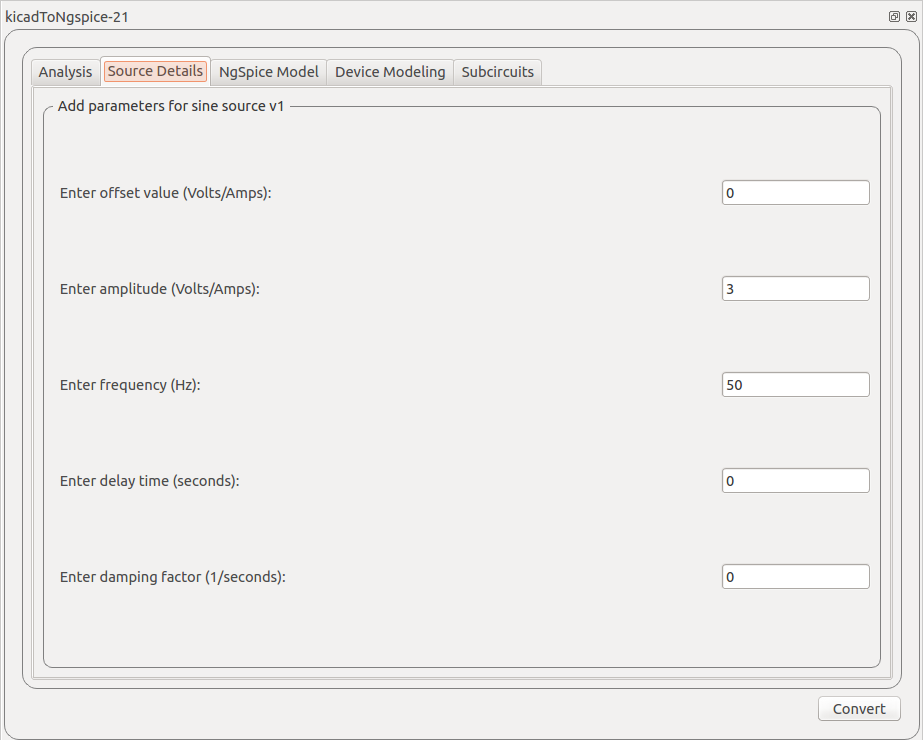 kicadToNgspice-21
Analysis Source Details NgSpice Model Device Modeling Subcircuits
Add parameters for sine source v1
Enter offset value (Volts/Amps): 0
Enter amplitude (Volts/Amps): 3
Enter frequency (Hz): 50
Enter delay time (seconds): 0
Enter damping factor (1/seconds): 0
Convert